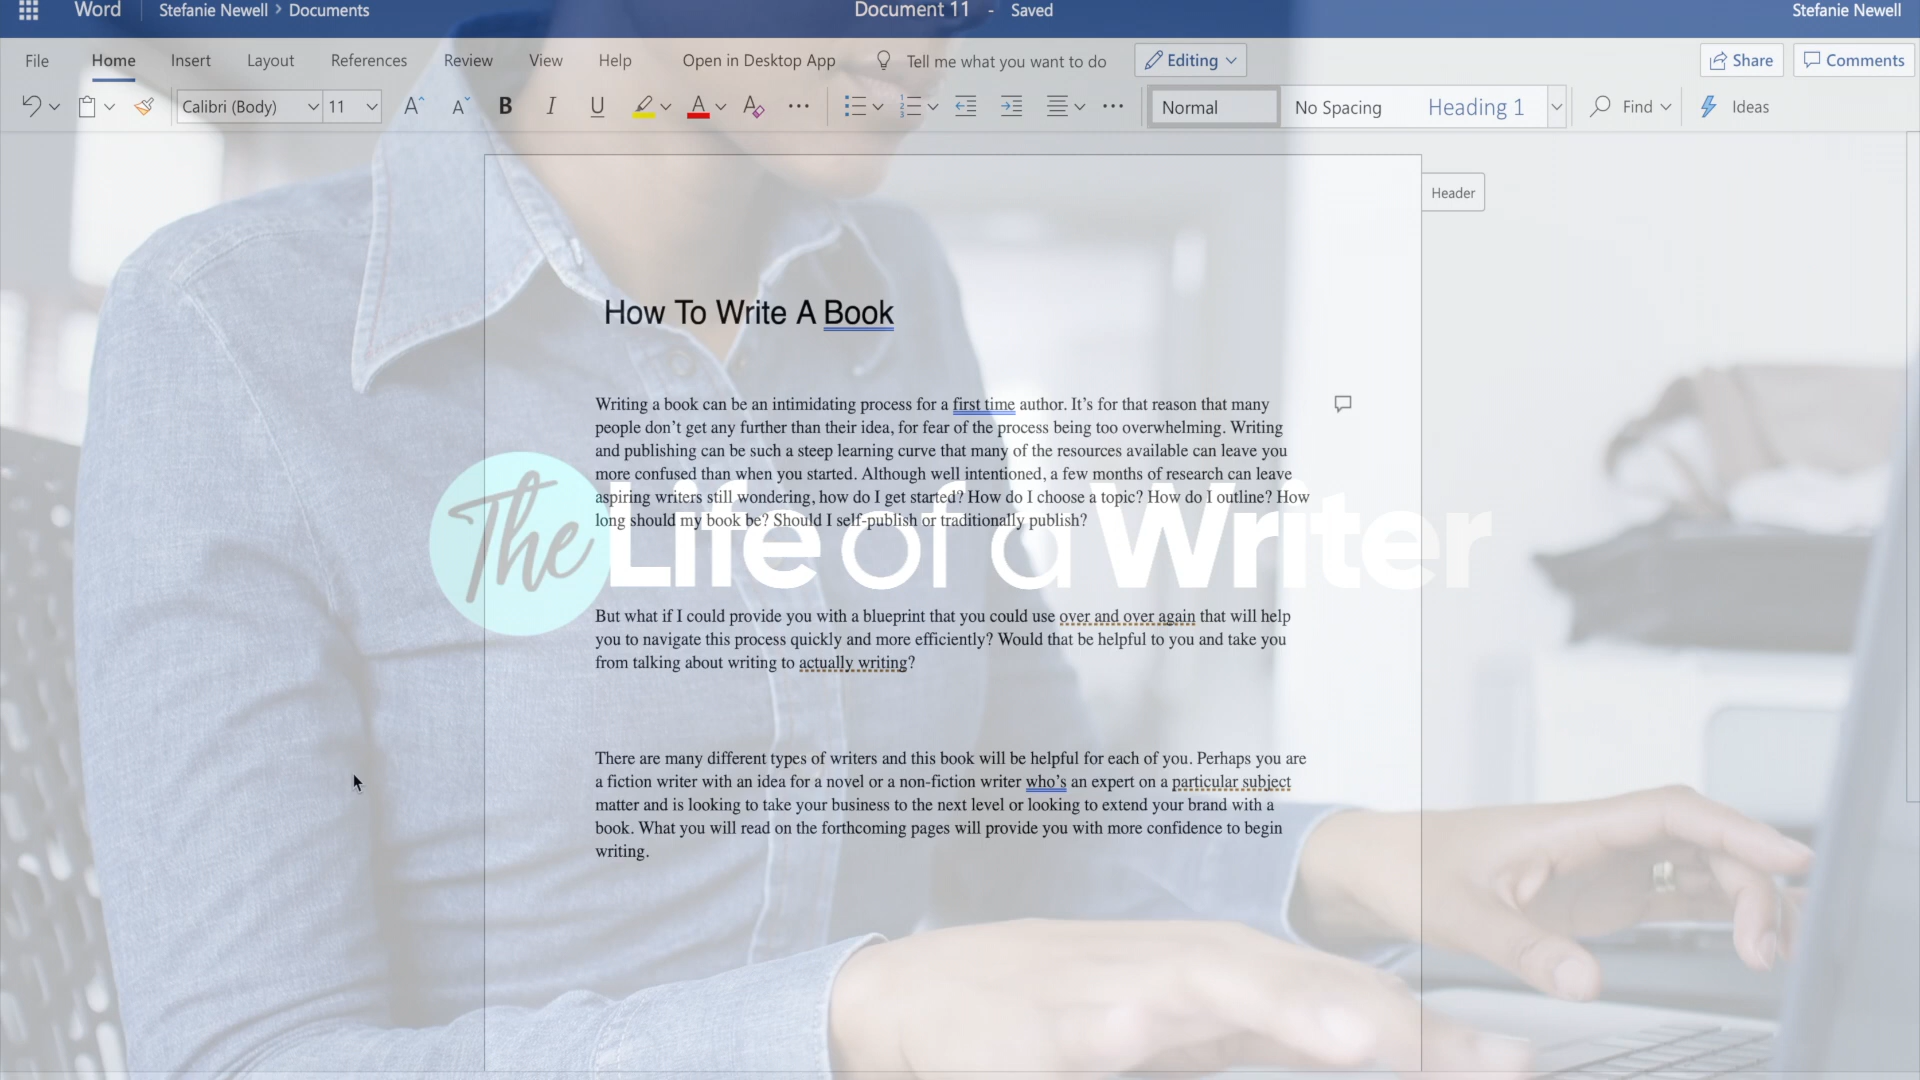 Word Stefanie Newell > Documents Document 11 - Saved Stefanie Newell
File Home Insert Layout References Review View Help Open in Desktop App Tell me what you want to do Editing Share Comments
Calibri (Body) 11 A A B I U A A Normal No Spacing Heading 1 Find Ideas
Header
How To Write A Book
Writing a book can be an intimidating process for a first time author. It’s for that reason that many
people don’t get any further than their idea, for fear of the process being too overwhelming. Writing
and publishing can be such a steep learning curve that many of the resources available can leave you
more confused than when you started. Although well intentioned, a few months of research can leave
aspiring writers still wondering, how do I get started? How do I choose a topic? How do I outline? How
long should my book be? Should I self-publish or traditionally publish?
The Life of a Writer
But what if I could provide you with a blueprint that you could use over and over again that will help
you to navigate this process quickly and more efficiently? Would that be helpful to you and take you
from talking about writing to actually writing?
There are many different types of writers and this book will be helpful for each of you. Perhaps you are
a fiction writer with an idea for a novel or a non-fiction writer who’s an expert on a particular subject
matter and is looking to take your business to the next level or looking to extend your brand with a
book. What you will read on the forthcoming pages will provide you with more confidence to begin
writing.